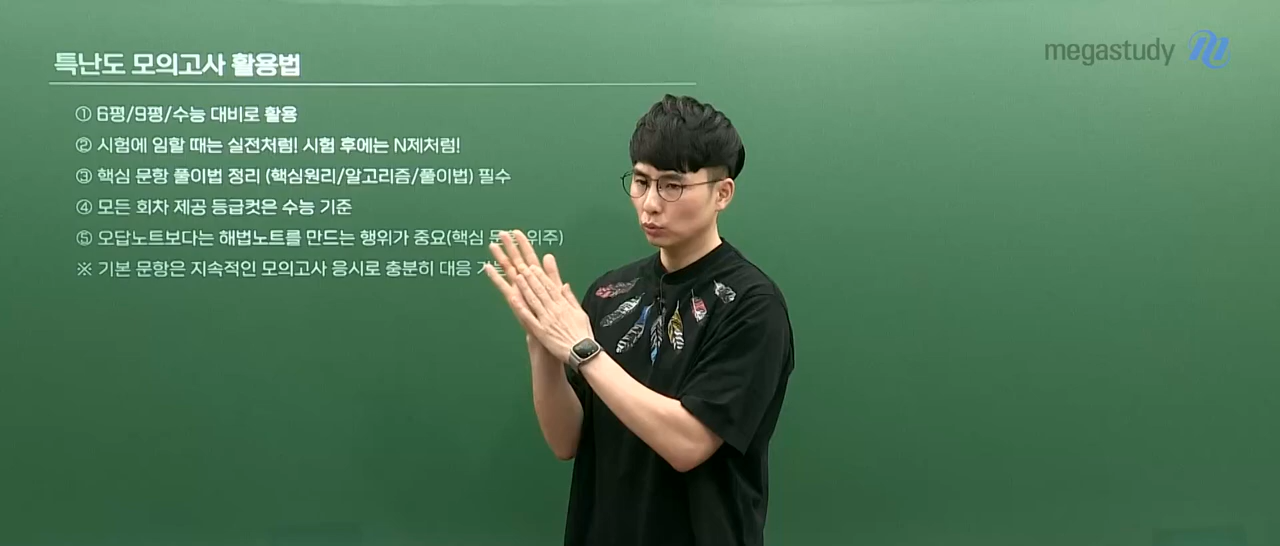 특난도 모의고사 활용법
megastudy
① 6평/9평/수능 대비로 활용
② 시험에 임할 때는 실전처럼! 시험 후에는 N제처럼!
③ 핵심 문항 풀이법 정리 (핵심원리/알고리즘/풀이법) 필수
④ 모든 회차 제공 등급컷은 수능 기준
⑤ 오답노트보다는 해법노트를 만드는 행위가 중요(핵심 위주)
※ 기본 문항은 지속적인 모의고사 응시로 충분히 대응